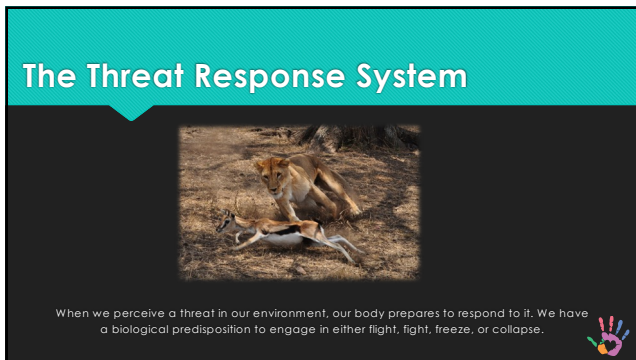 The Threat Response System
When we perceive a threat in our environment, our body prepares to respond to it. We have
a biological predisposition to engage in either flight, fight, freeze, or collapse.